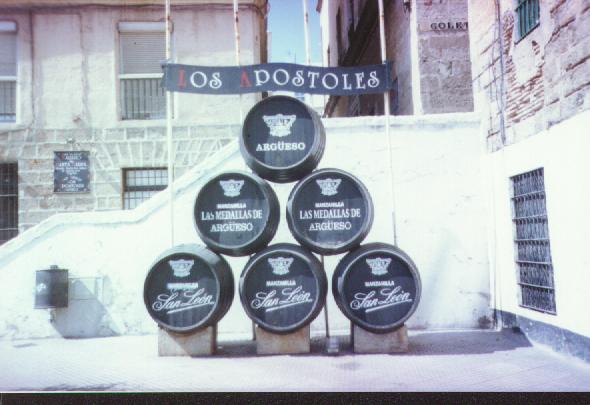 GOLET
LOS APOSTOLES
ARGÜESO
MANZANILLA
LAS MEDALLAS DE
ARGÜESO
MANZANILLA
LAS MEDALLAS DE
ARGÜESO
MANZANILLA
San León
MANZANILLA
San León
MANZANILLA
San León